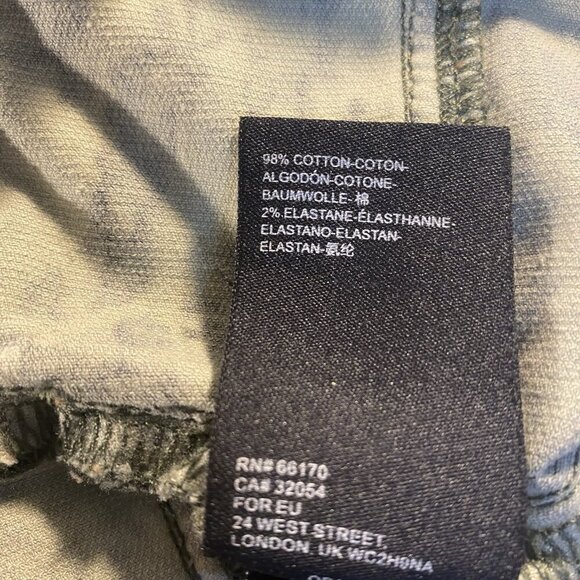 98% COTTON-COTON-
ALGODÓN-COTONE-
BAUMWOLLE-棉
2% ELASTANE-ÉLASTHANNE-
ELASTANO-ELASTAN-
ELASTAN-氨纶
RN# 66170
CA# 32054
FOR EU
24 WEST STREET,
LONDON, UK WC2H9NA